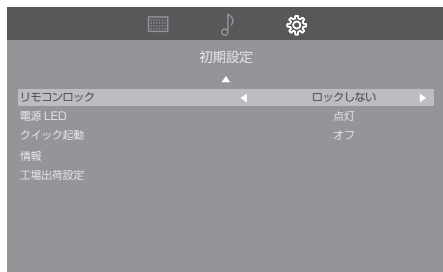 初期設定
リモコンロック ロックしない
電源 LED 点灯
クイック起動 オフ
情報
工場出荷設定